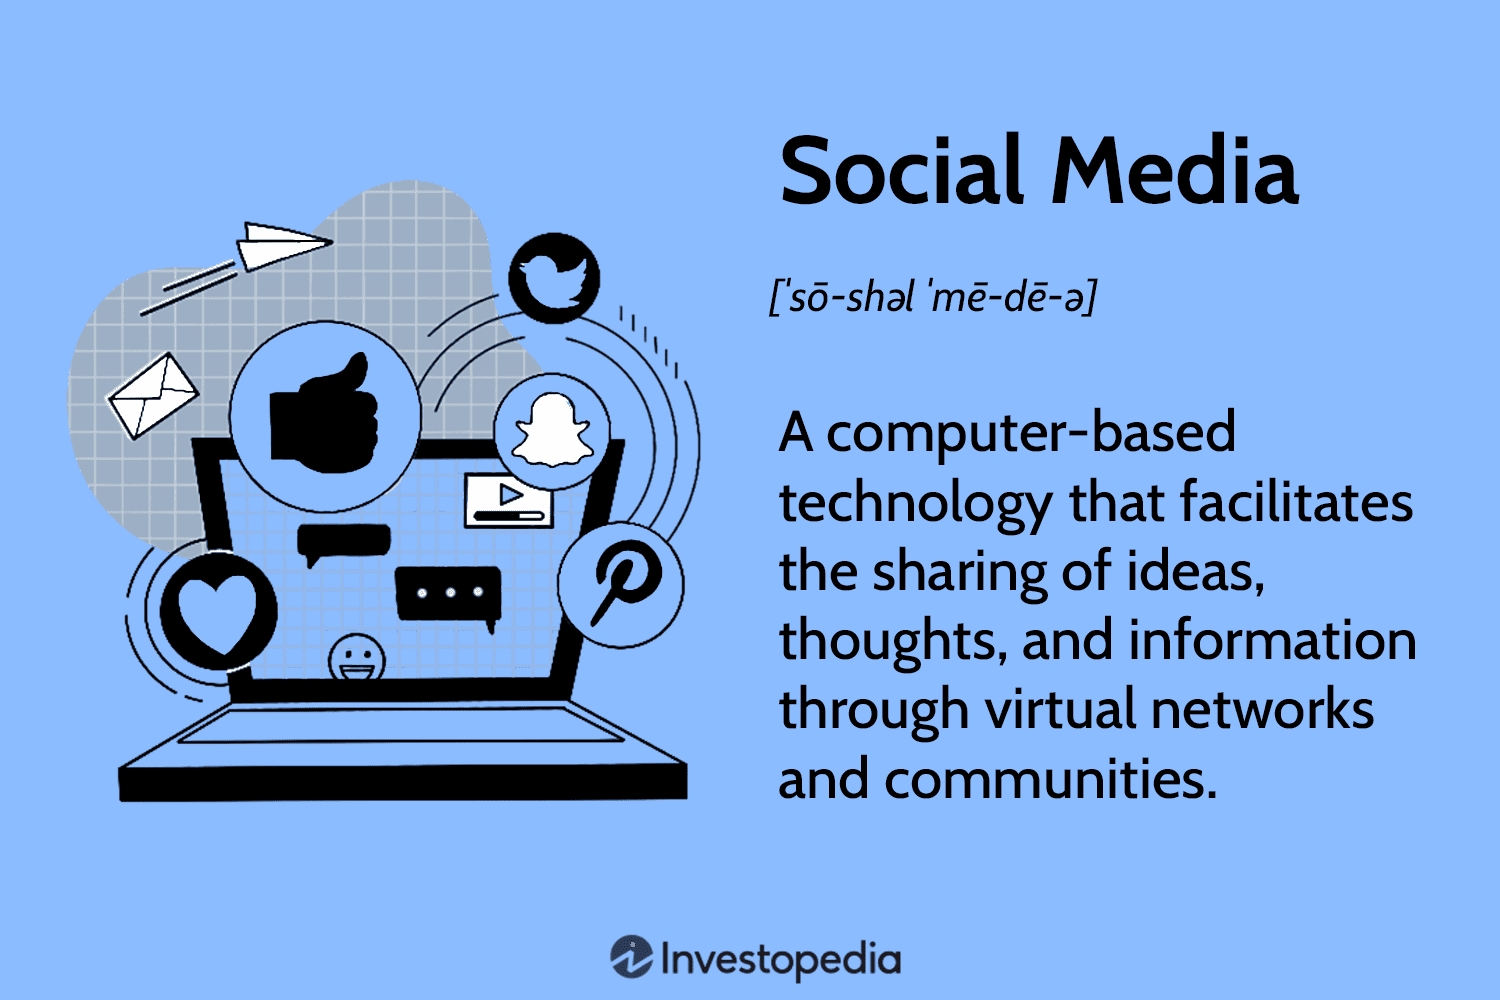 Social Media
[ˈsō-shəl ˈmē-dē-ə]
A computer-based
technology that facilitates
the sharing of ideas,
thoughts, and information
through virtual networks
and communities.
Investopedia